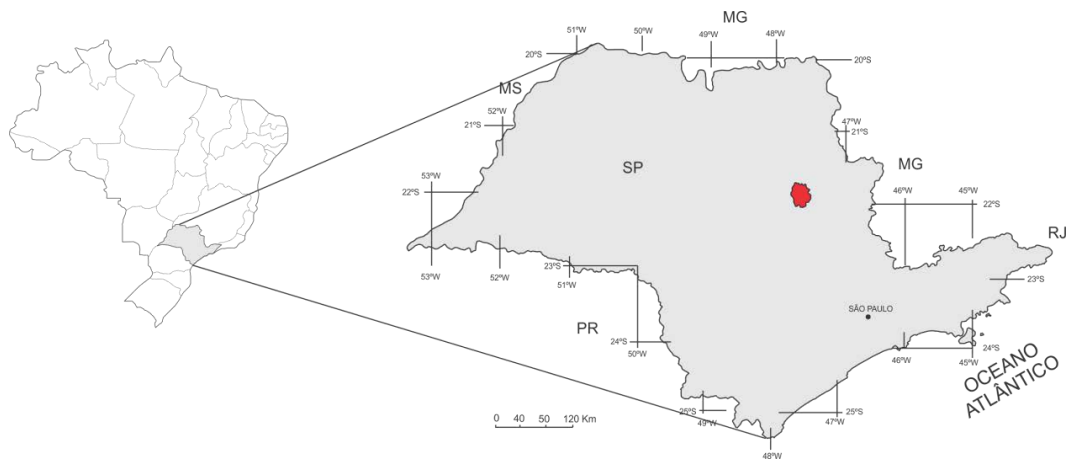 MG
51ºW
50ºW
49ºW
48ºW
20ºS
20ºS
MS
52ºW
21ºS
47ºW
21ºS
SP
MG
53ºW
22ºS
46ºW
45ºW
22ºS
RJ
53ºW
52ºW
23ºS
51ºW
23ºS
SÃO PAULO
PR
24ºS
50ºW
46ºW
45ºW
24ºS
OCEANO
ATLÂNTICO
0 40 50 120 Km
25ºS
49ºW
47ºW
25ºS
48ºW